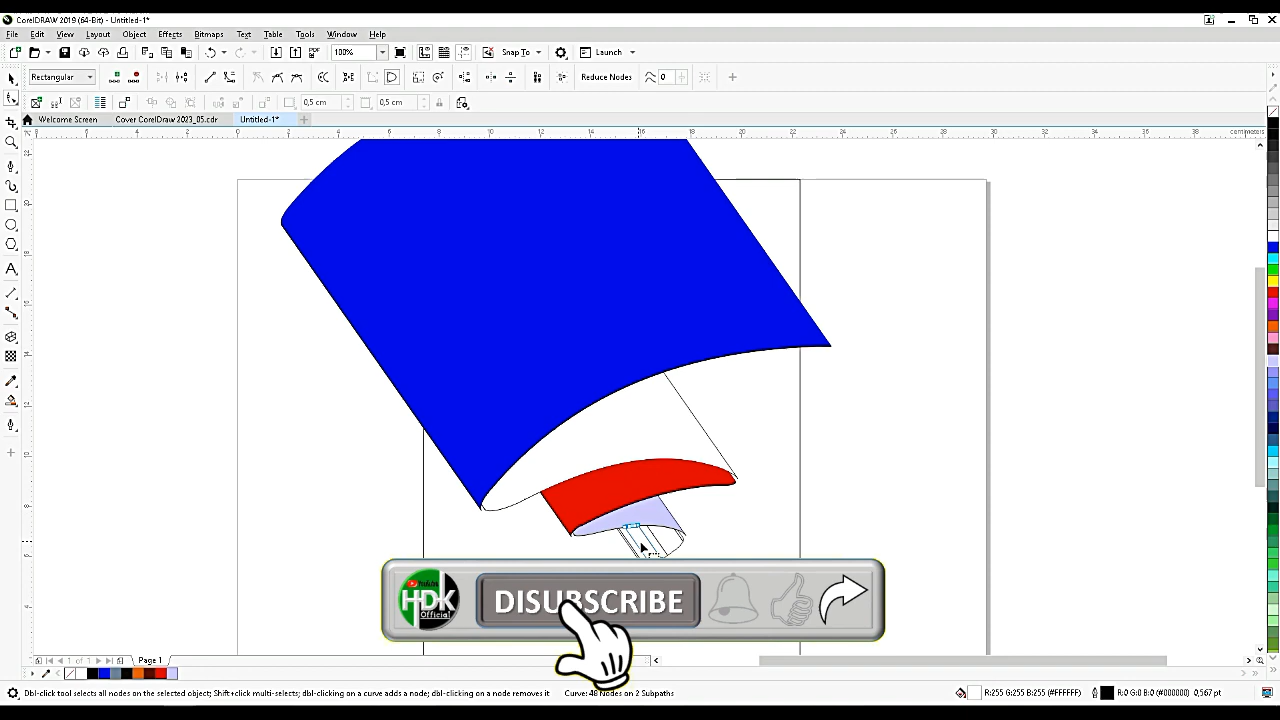 CorelDRAW 2019 (64-Bit) - Untitled-1*
File Edit View Layout Object Effects Bitmaps Text Table Tools Window Help
100% PDF Snap To Launch
Rectangular Reduce Nodes 0
0,5 cm 0,5 cm
Welcome Screen Cover CorelDraw 2023_05.cdr Untitled-1*
centimeters
HDK
Official
DISUBSCRIBE
1 of 1 Page 1
Dbl-click tool selects all nodes on the selected object; Shift+click multi-selects; dbl-clicking on a curve adds a node; dbl-clicking on a node removes it Curve: 48 Nodes on 2 Subpaths R:255 G:255 B:255 (#FFFFFF) R:0 G:0 B:0 (#000000) 0,567 pt